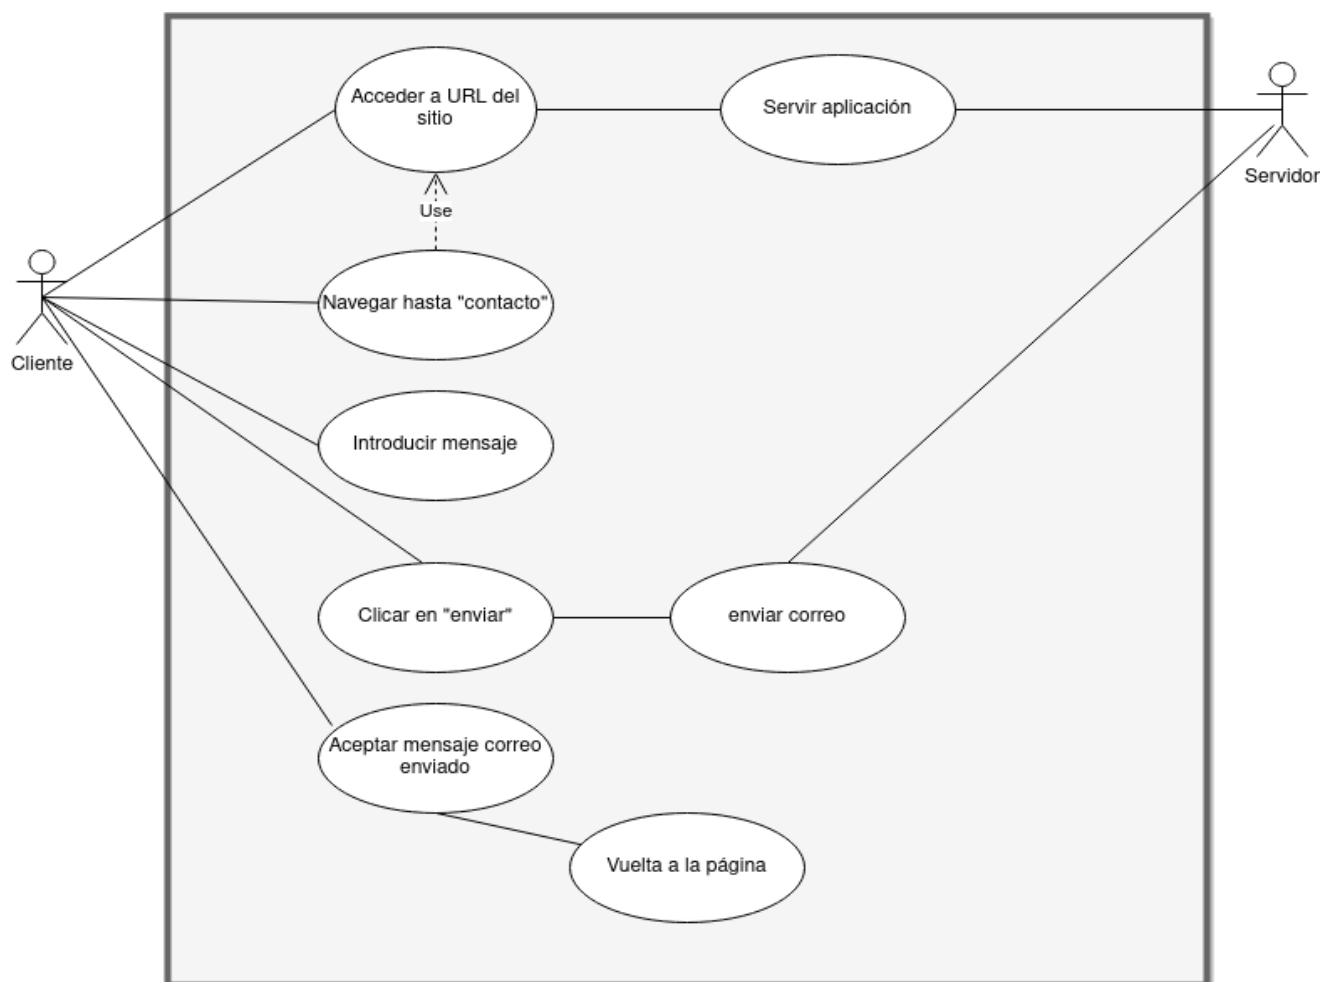 Acceder a URL del
sitio
Servir aplicación
Servidor
Use
Navegar hasta "contacto"
Cliente
Introducir mensaje
Clicar en "enviar"
enviar correo
Aceptar mensaje correo
enviado
Vuelta a la página